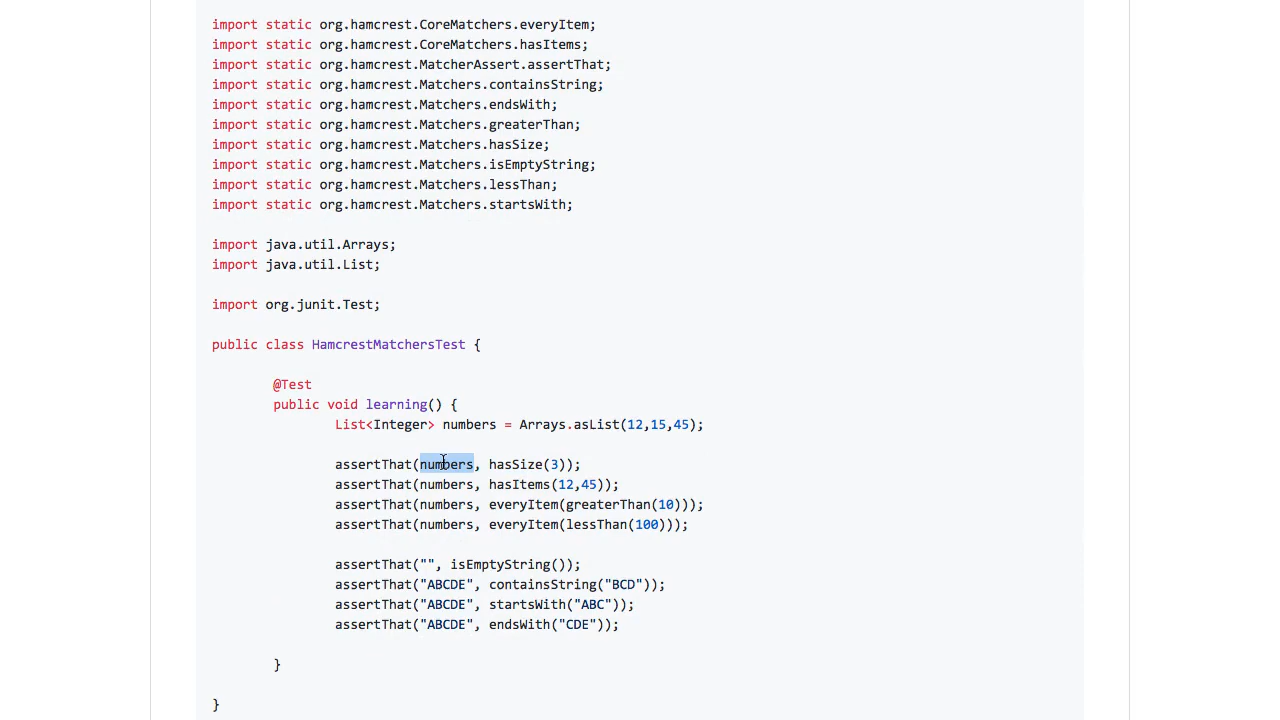 import static org.hamcrest.CoreMatchers.everyItem;
import static org.hamcrest.CoreMatchers.hasItems;
import static org.hamcrest.MatcherAssert.assertThat;
import static org.hamcrest.Matchers.containsString;
import static org.hamcrest.Matchers.endsWith;
import static org.hamcrest.Matchers.greaterThan;
import static org.hamcrest.Matchers.hasSize;
import static org.hamcrest.Matchers.isEmptyString;
import static org.hamcrest.Matchers.lessThan;
import static org.hamcrest.Matchers.startsWith;
import java.util.Arrays;
import java.util.List;
import org.junit.Test;
public class HamcrestMatchersTest {
@Test
public void learning() {
List<Integer> numbers = Arrays.asList(12,15,45);
assertThat(numbers, hasSize(3));
assertThat(numbers, hasItems(12,45));
assertThat(numbers, everyItem(greaterThan(10)));
assertThat(numbers, everyItem(lessThan(100)));
assertThat("", isEmptyString());
assertThat("ABCDE", containsString("BCD"));
assertThat("ABCDE", startsWith("ABC"));
assertThat("ABCDE", endsWith("CDE"));
}
}